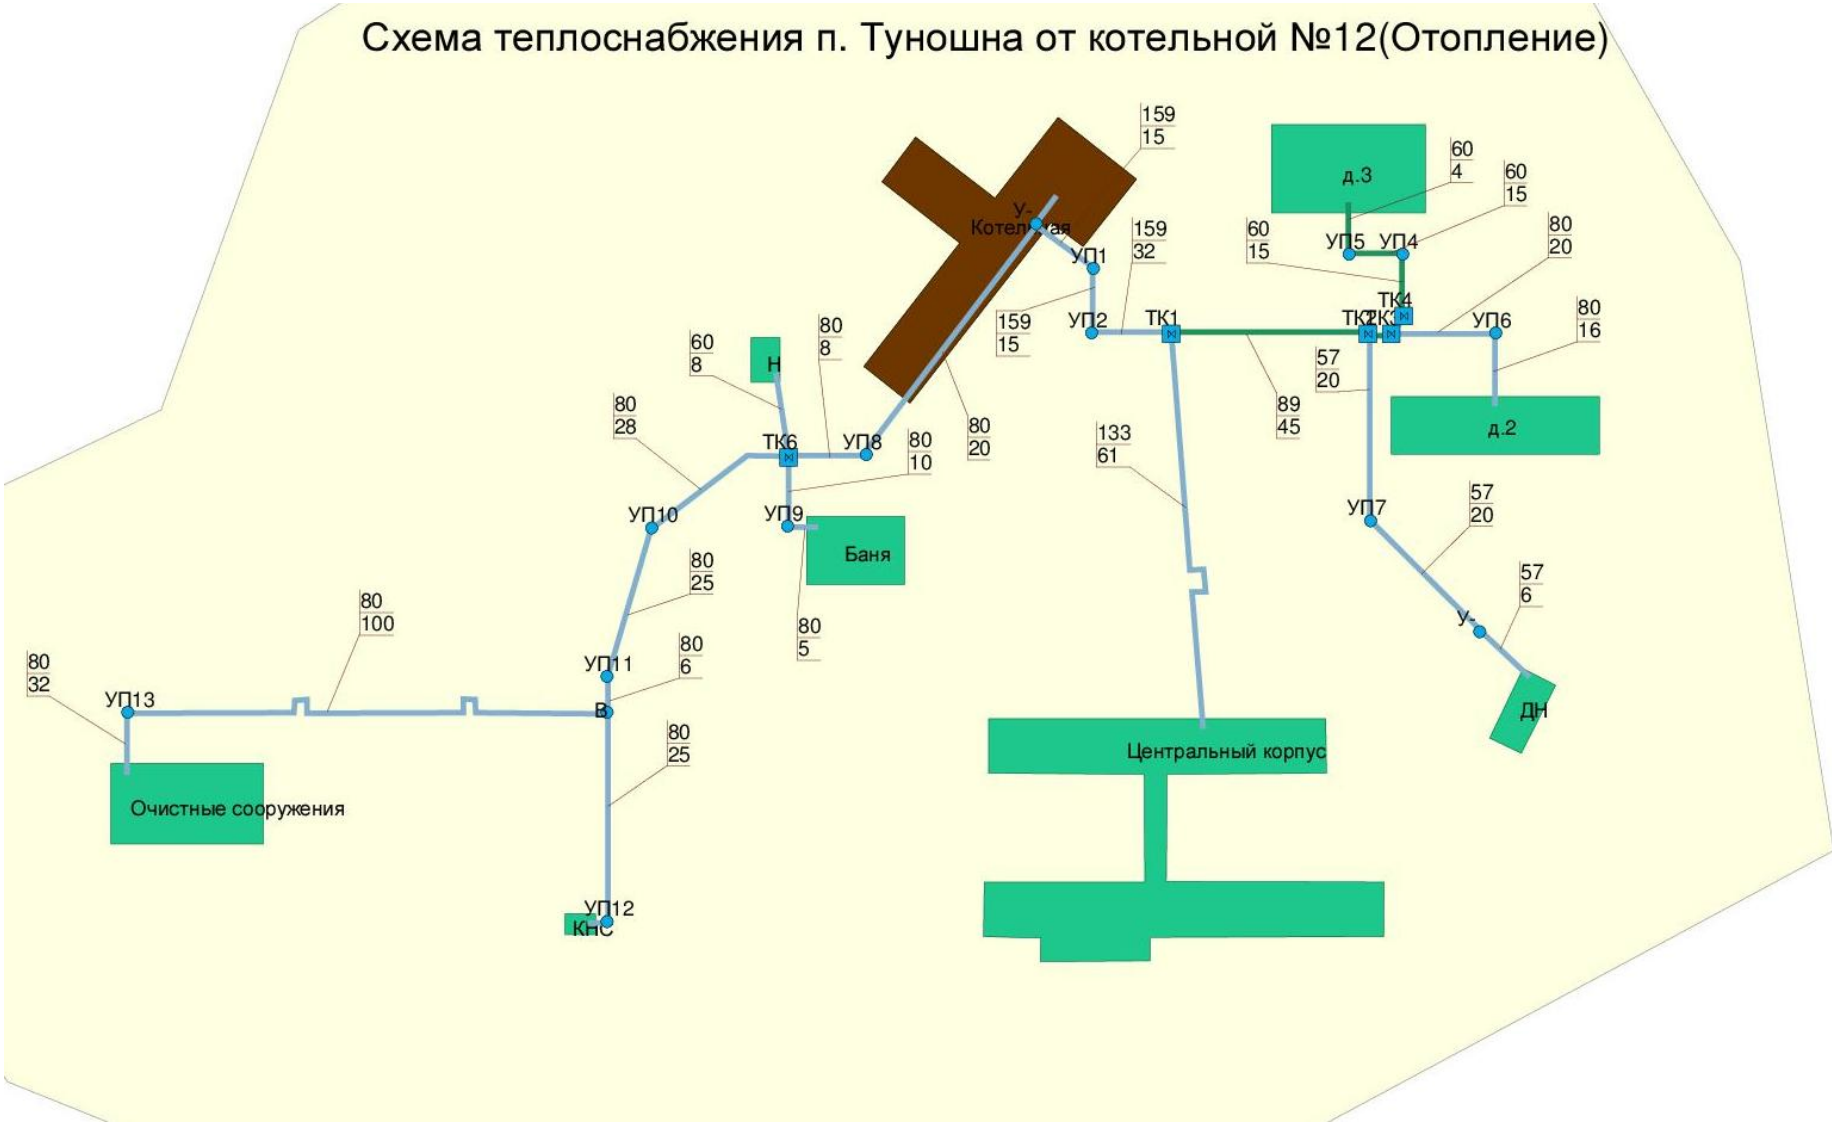 Схема теплоснабжения п. Туношна от котельной №12(Отопление)
159
15
д.3
60
4
60
15
У-
Котельная
159
32
60
15
80
20
УП1
УП5
УП4
ТК4
159
15
УП2
ТК1
ТК2
ТК3
УП6
80
16
80
8
60
8
Н
57
20
89
45
80
28
80
20
д.2
ТК6
УП8
80
10
133
61
УП10
УП9
УП7
57
20
Баня
80
25
57
6
80
100
80
5
У-
80
6
80
32
УП11
УП13
В
ДН
80
25
Центральный корпус
Очистные сооружения
УП12
КНС